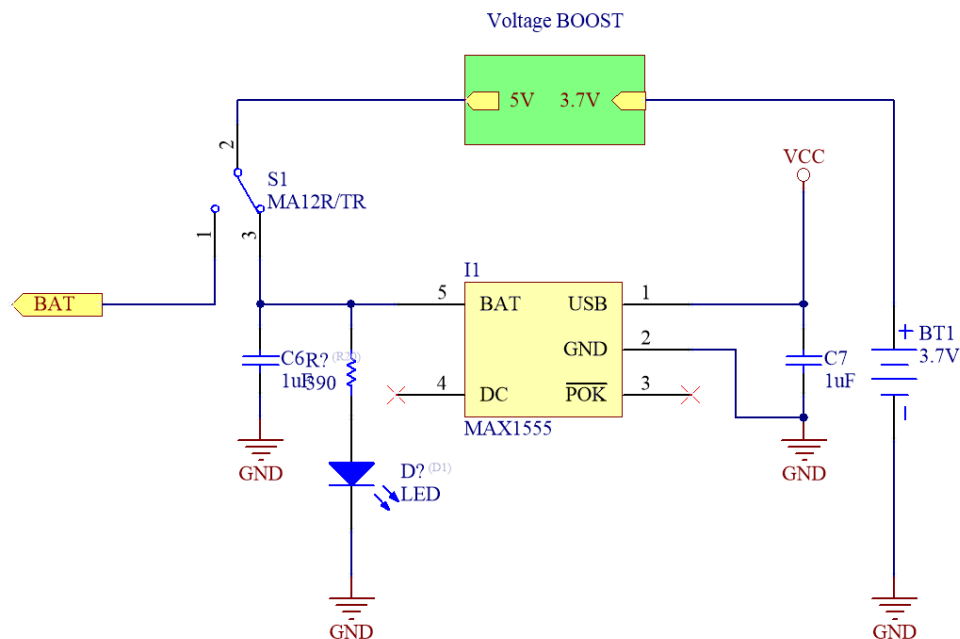 Voltage BOOST
5V 3.7V
VCC
2
S1
MA12R/TR
1
3
BAT
I1
5 BAT USB 1
GND 2
4 DC POK 3
MAX1555
C6
1uF
R? (R20)
390
C7
1uF
BT1
3.7V
D? (D1)
LED
GND
GND
GND
GND